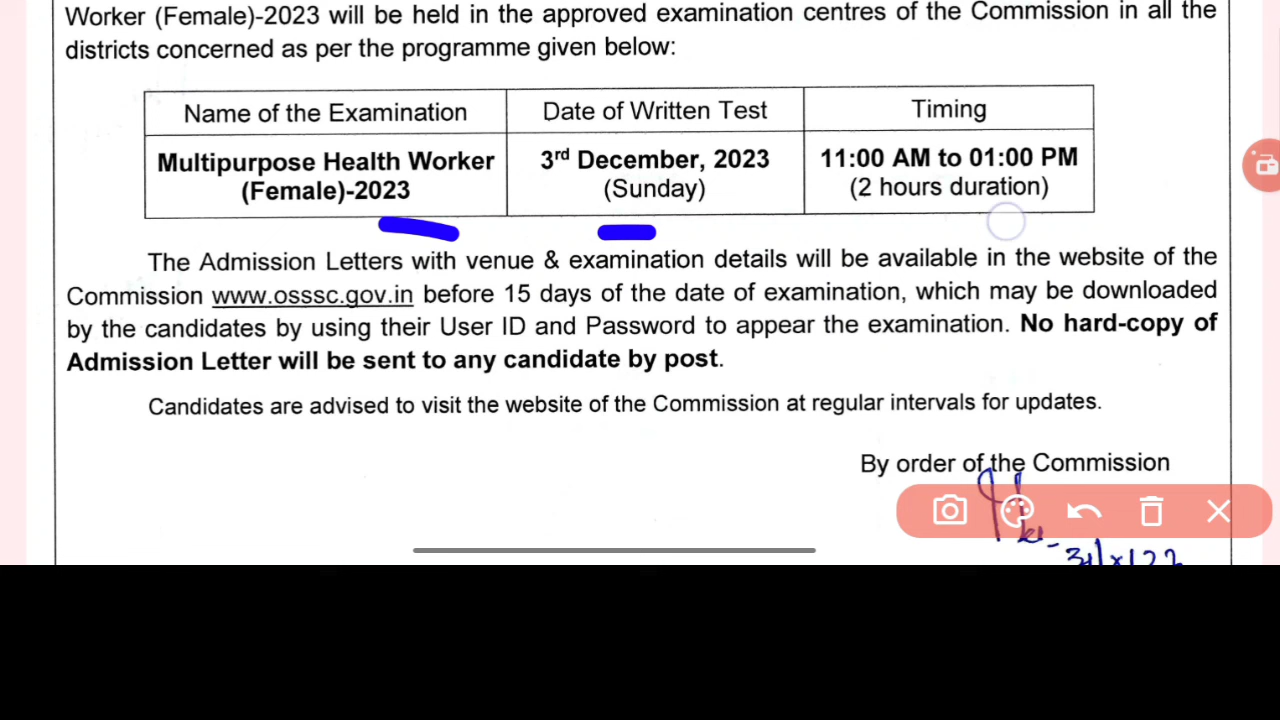 Worker (Female)-2023 will be held in the approved examination centres of the Commission in all the
districts concerned as per the programme given below:
Name of the Examination Date of Written Test Timing
Multipurpose Health Worker 3rd December, 2023 11:00 AM to 01:00 PM
(Female)-2023 (Sunday) (2 hours duration)
The Admission Letters with venue & examination details will be available in the website of the
Commission www.osssc.gov.in before 15 days of the date of examination, which may be downloaded
by the candidates by using their User ID and Password to appear the examination. No hard-copy of
Admission Letter will be sent to any candidate by post.
Candidates are advised to visit the website of the Commission at regular intervals for updates.
By order of the Commission